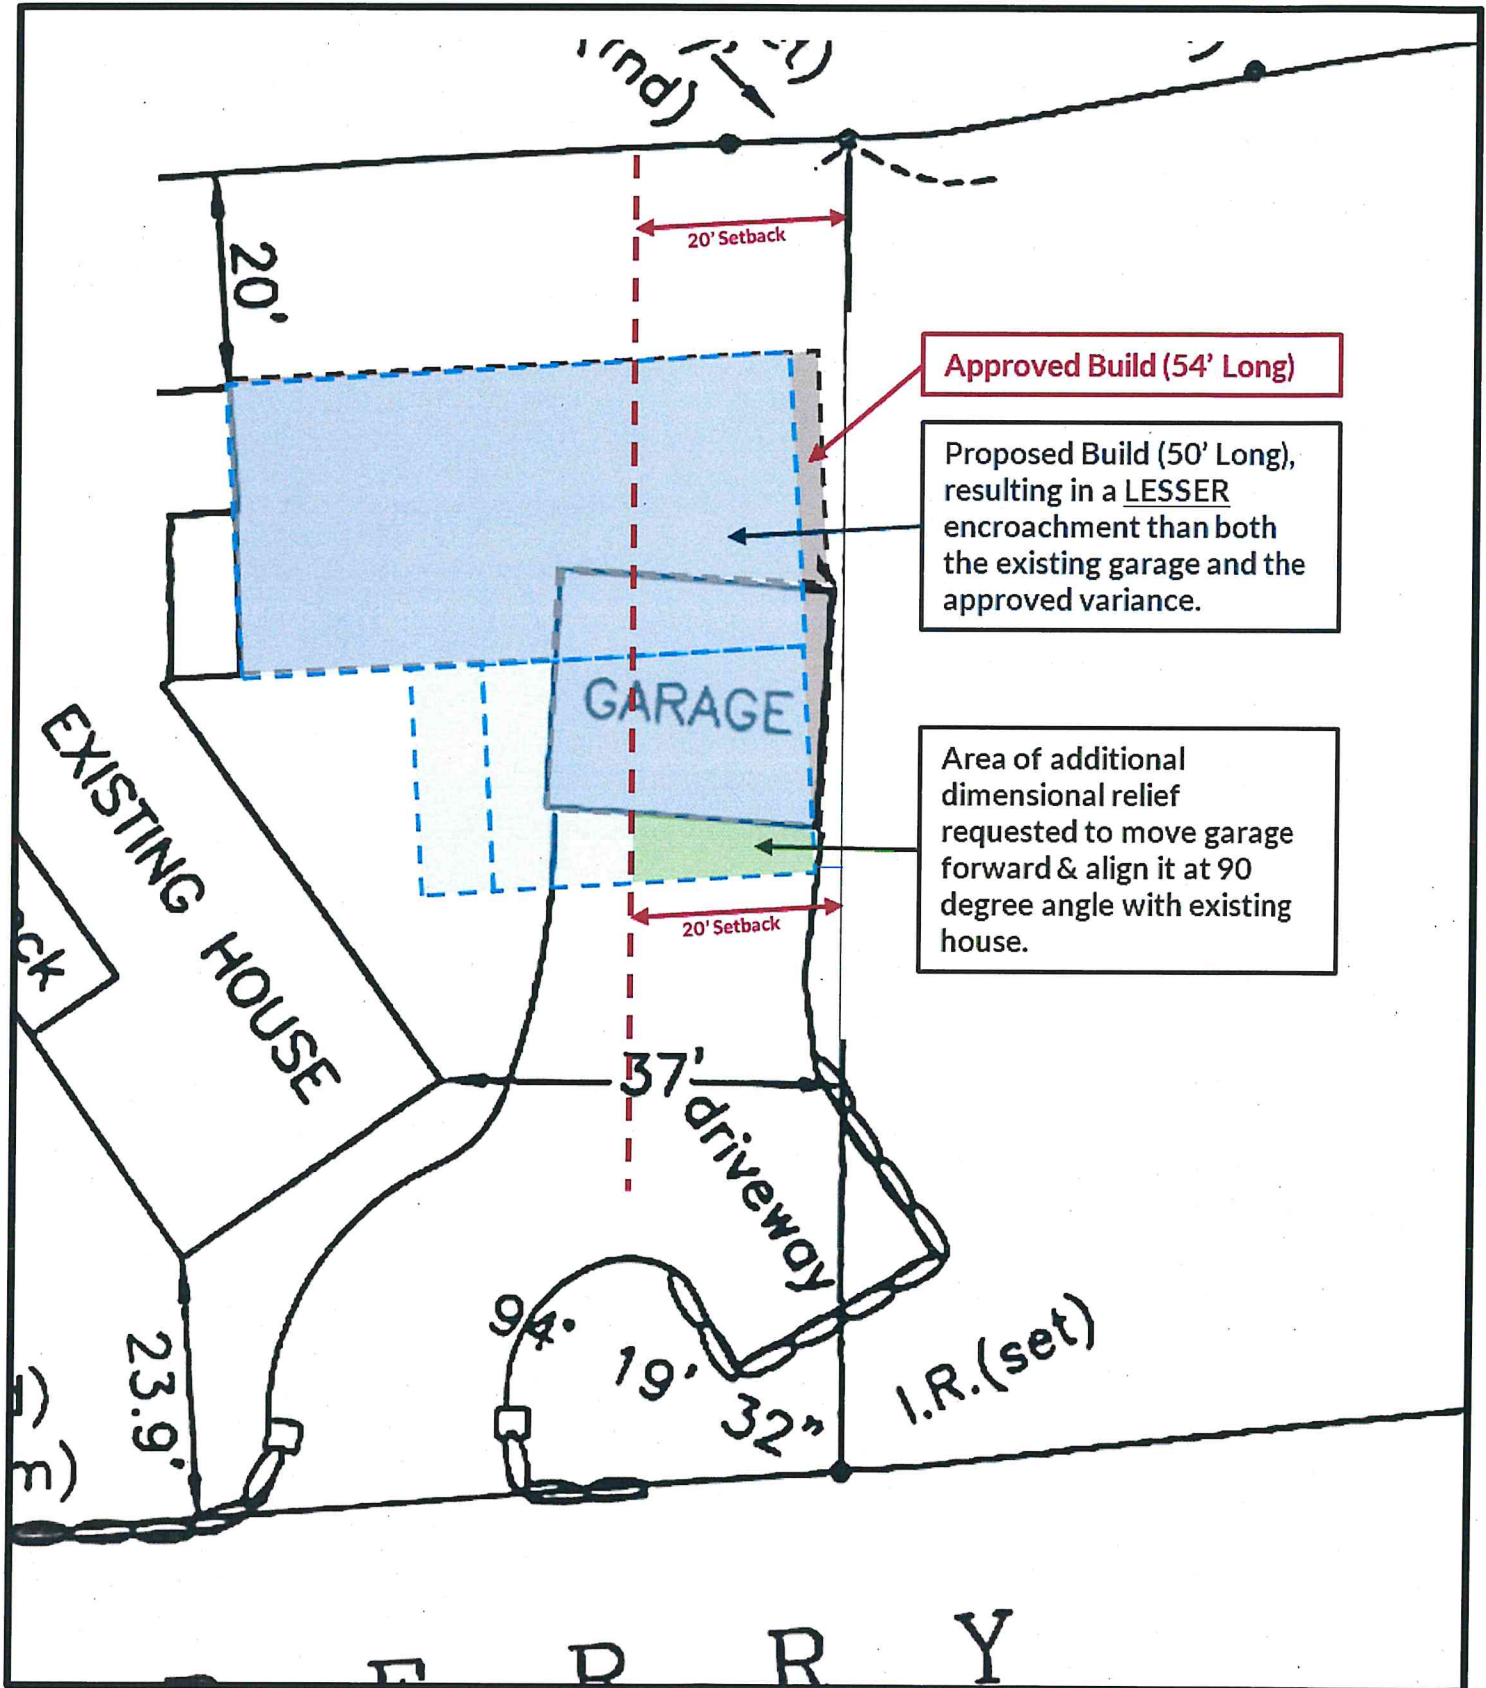 20'
20' Setback
Approved Build (54' Long)
Proposed Build (50' Long),
resulting in a LESSER
encroachment than both
the existing garage and the
approved variance.
GARAGE
EXISTING HOUSE
Area of additional
dimensional relief
requested to move garage
forward & align it at 90
degree angle with existing
house.
20' Setback
37'
driveway
94'
19'
32"
23.9'
I.R.(set)
R R Y